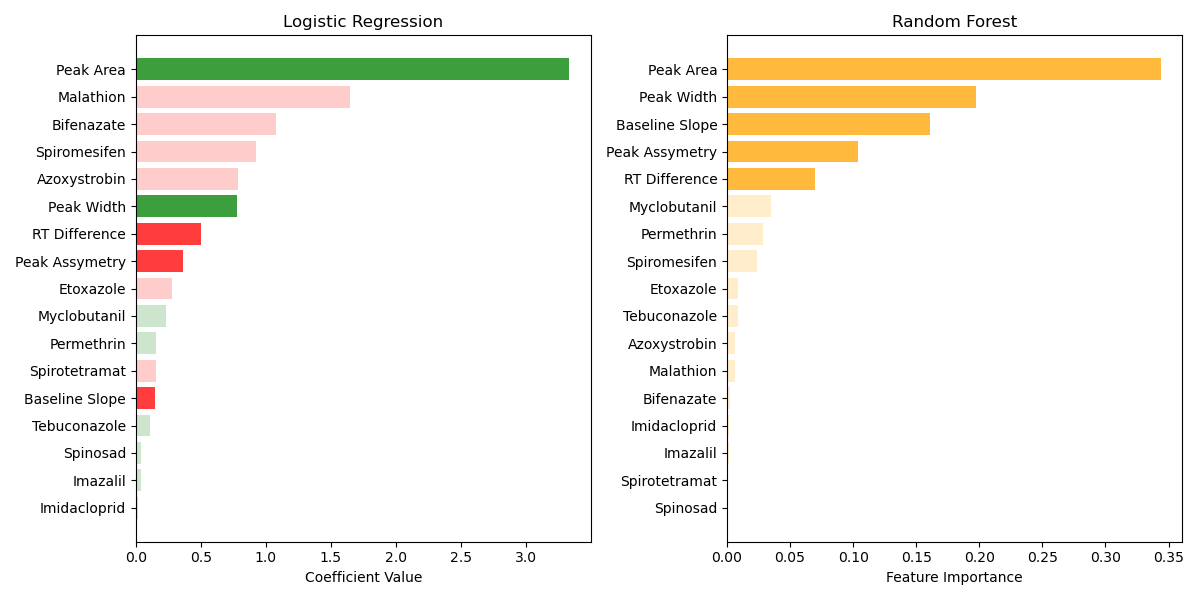 Logistic Regression
Peak Area
Malathion
Bifenazate
Spiromesifen
Azoxystrobin
Peak Width
RT Difference
Peak Assymetry
Etoxazole
Myclobutanil
Permethrin
Spirotetramat
Baseline Slope
Tebuconazole
Spinosad
Imazalil
Imidacloprid
0.0 0.5 1.0 1.5 2.0 2.5 3.0
Coefficient Value
Random Forest
Peak Area
Peak Width
Baseline Slope
Peak Assymetry
RT Difference
Myclobutanil
Permethrin
Spiromesifen
Etoxazole
Tebuconazole
Azoxystrobin
Malathion
Bifenazate
Imidacloprid
Imazalil
Spirotetramat
Spinosad
0.00 0.05 0.10 0.15 0.20 0.25 0.30 0.35
Feature Importance